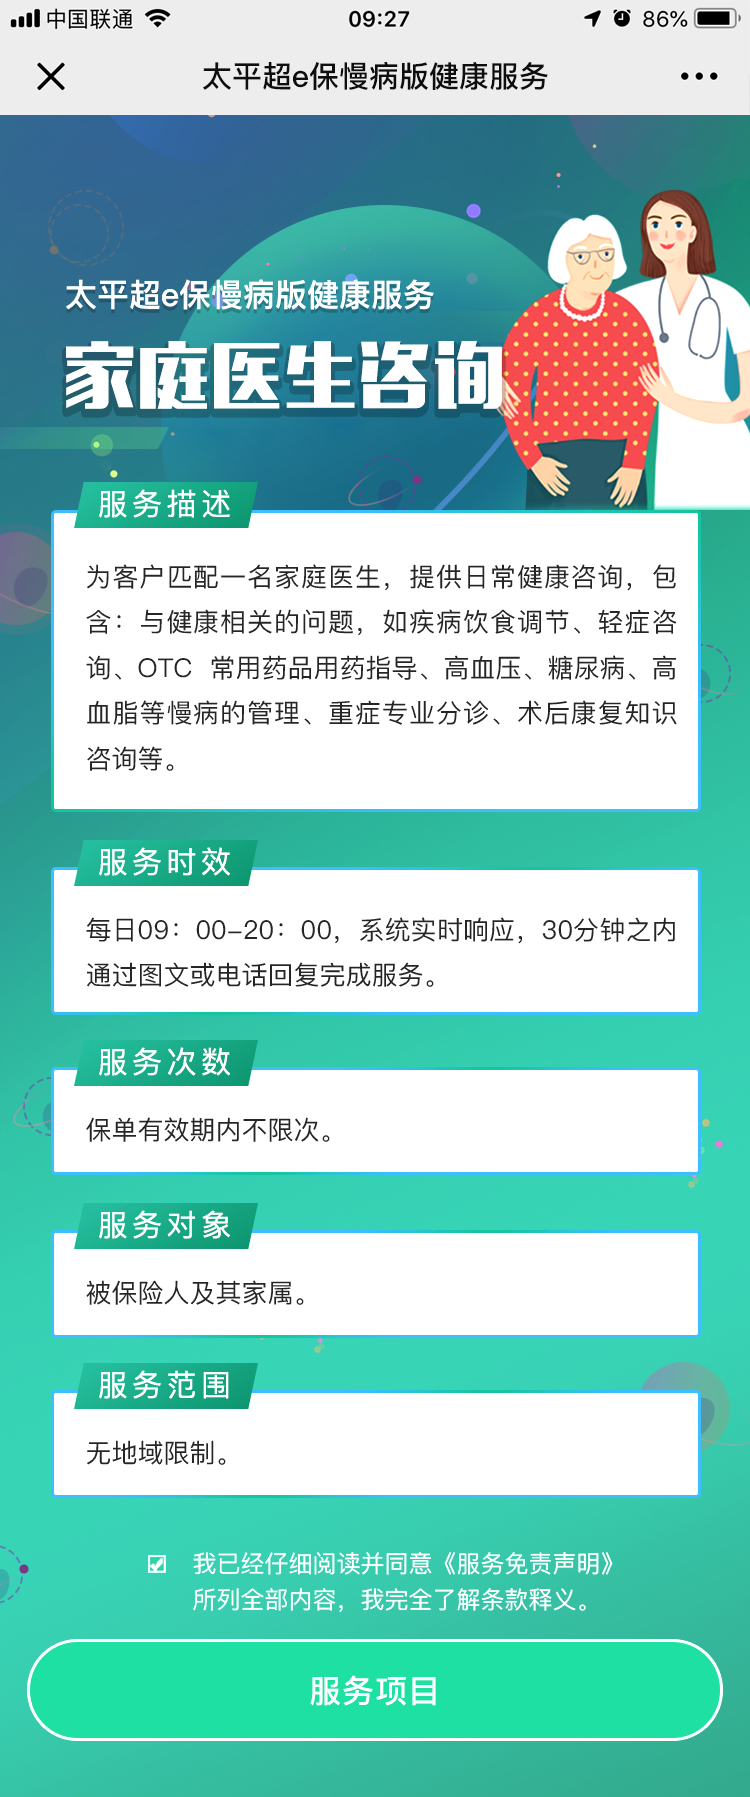 中国联通 09:27 86%
太平超e保慢病版健康服务
太平超e保慢病版健康服务
家庭医生咨询
服务描述
为客户匹配一名家庭医生，提供日常健康咨询，包
含：与健康相关的问题，如疾病饮食调节、轻症咨
询、OTC 常用药品用药指导、高血压、糖尿病、高
血脂等慢病的管理、重症专业分诊、术后康复知识
咨询等。
服务时效
每日09：00-20：00，系统实时响应，30分钟之内
通过图文或电话回复完成服务。
服务次数
保单有效期内不限次。
服务对象
被保险人及其家属。
服务范围
无地域限制。
我已经仔细阅读并同意《服务免责声明》
所列全部内容，我完全了解条款释义。
服务项目